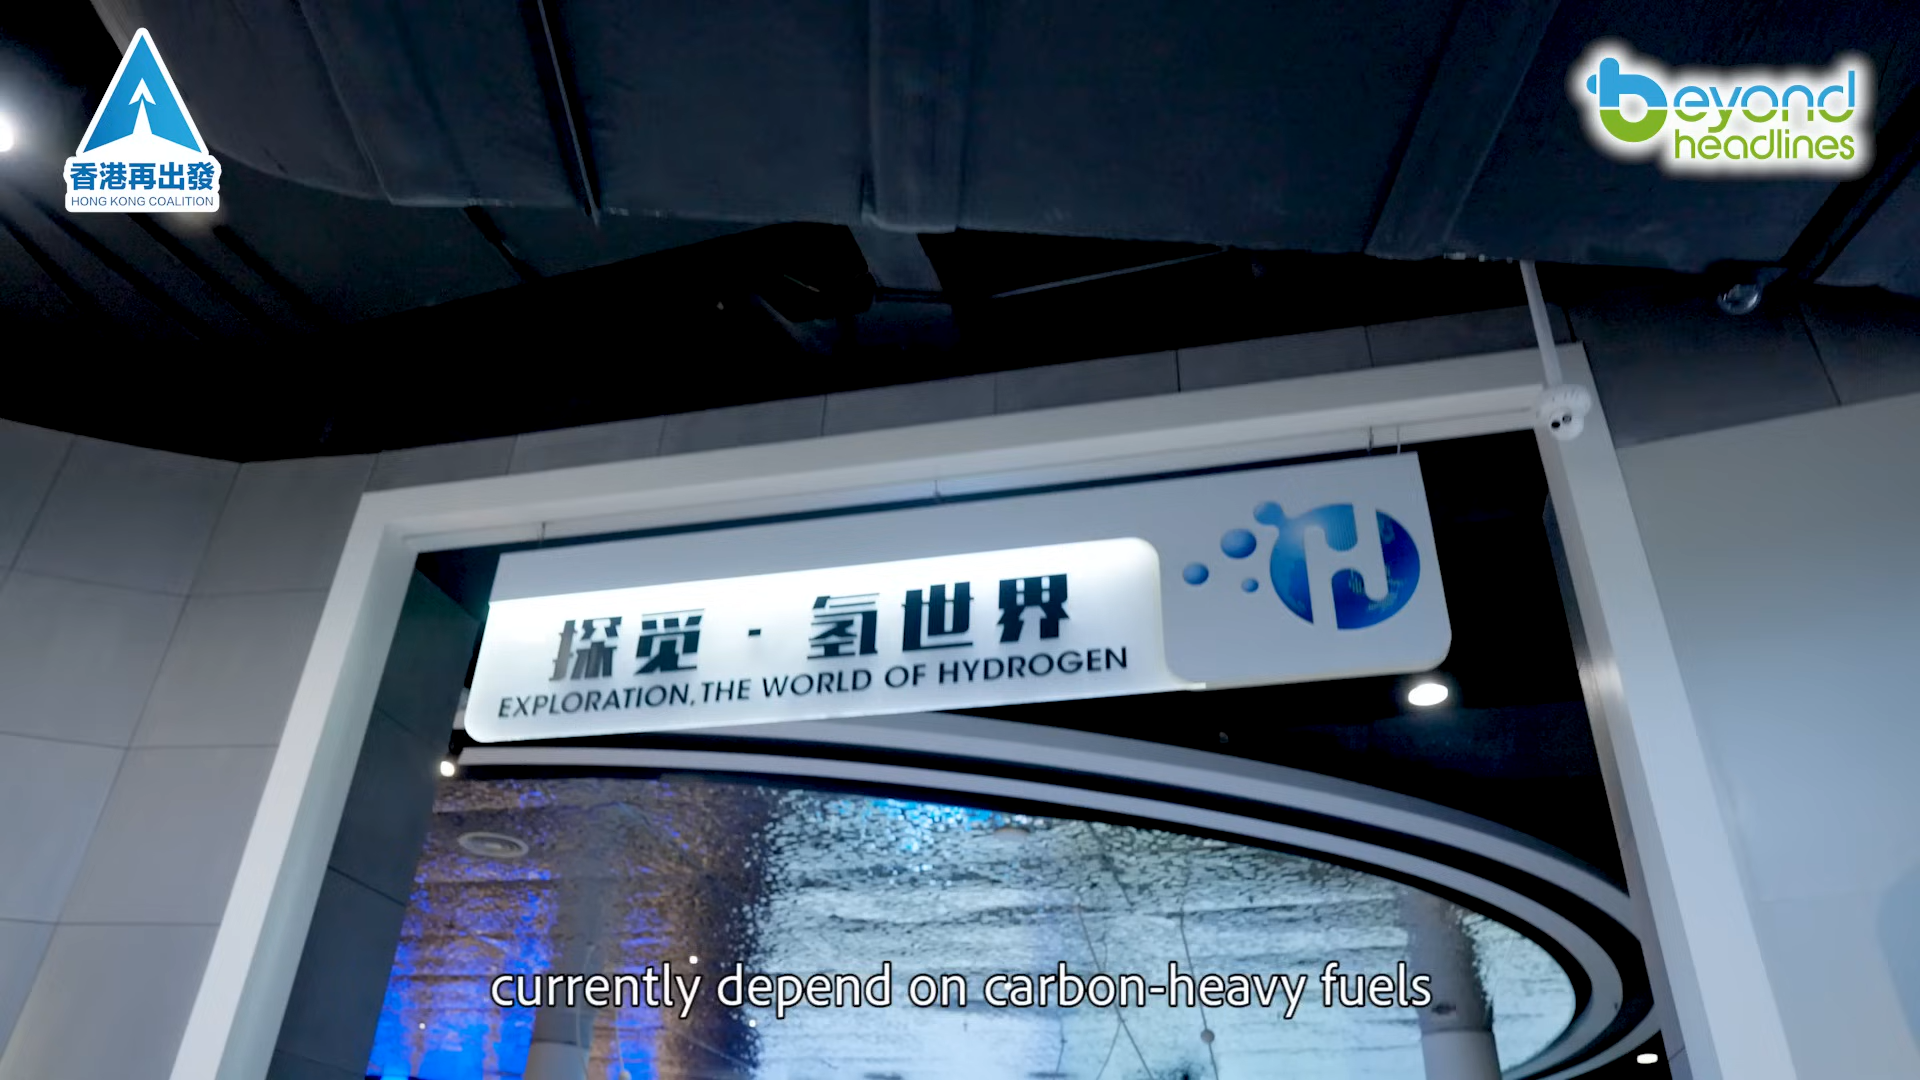 香港再出發
HONG KONG COALITION
beyond
headlines
探觅·氢世界
EXPLORATION, THE WORLD OF HYDROGEN
currently depend on carbon-heavy fuels